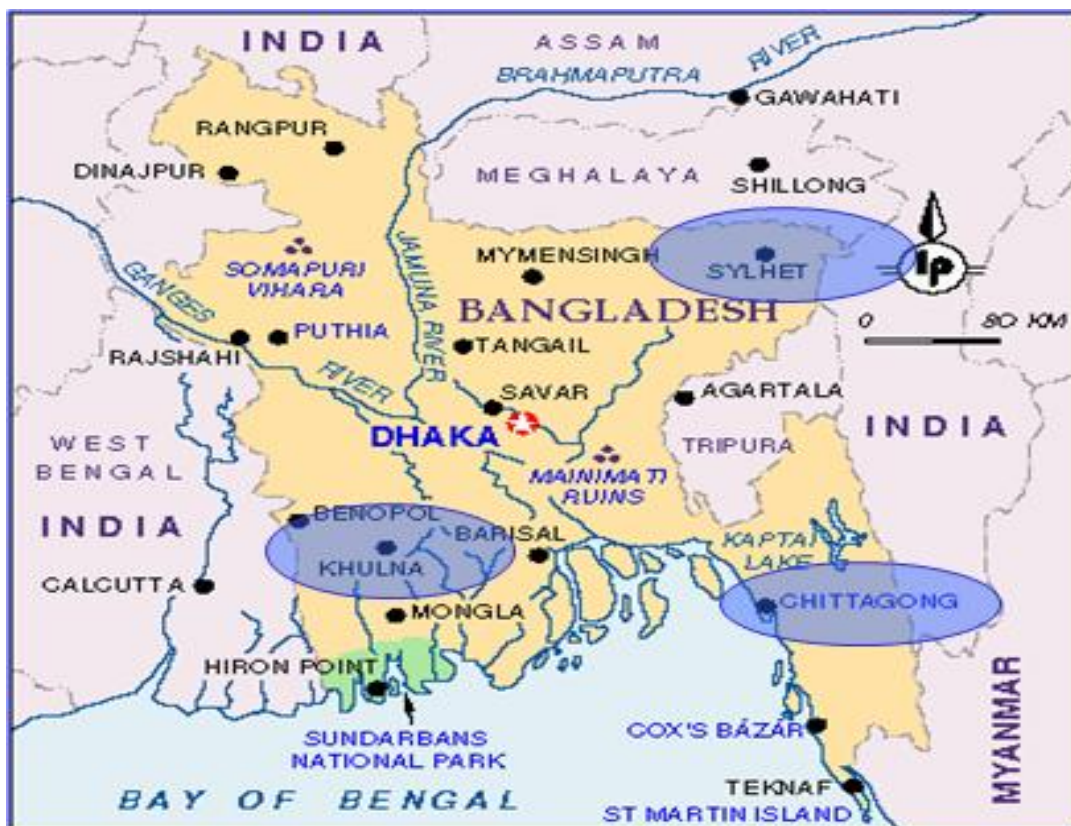 INDIA
ASSAM
BRAHMAPUTRA
RIVER
GAWAHATI
RANGPUR
DINAJPUR
MEGHALAYA
SHILLONG
MYMENSINGH
SYLHET
lp
SOMAPURI
VIHARA
JAMUNA RIVER
BANGLADESH
GANGES
RIVER
0 80 KM
RAJSHAHI
PUTHIA
TANGAIL
SAVAR
AGARTALA
DHAKA
INDIA
WEST
BENGAL
TRIPURA
MAINIMATI
RUINS
INDIA
BENOPOL
BARISAL
KHULNA
KAPTAI
LAKE
CALCUTTA
MONGLA
CHITTAGONG
HIRON POINT
MYANMAR
SUNDARBANS
NATIONAL PARK
COX'S BÁZÁR
BAY OF BENGAL
TEKNAF
ST MARTIN ISLAND